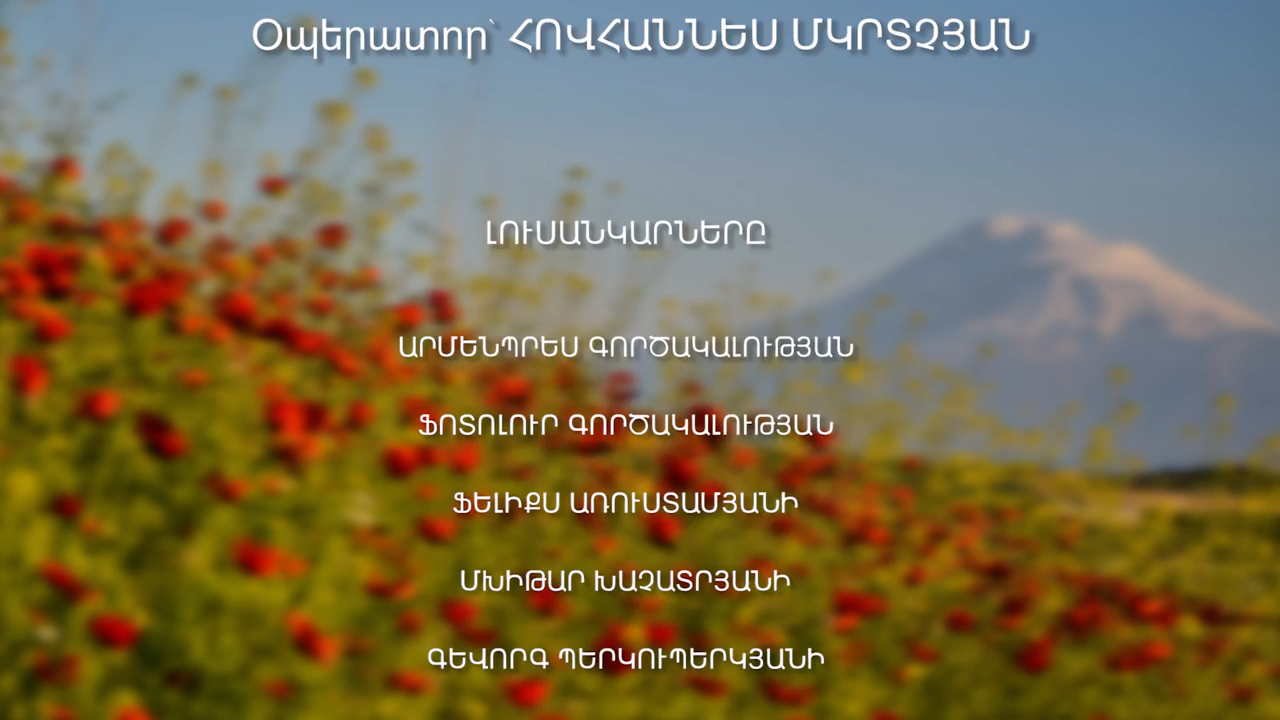 Օպերատոր՝ ՀՈՎՀԱՆՆԵՍ ՄԿՐՏՉՅԱՆ
ԼՈՒՍԱՆԿԱՐՆԵՐԸ
ԱՐՄԵՆՊՐԵՍ ԳՈՐԾԱԿԱԼՈՒԹՅԱՆ
ՖՈՏՈԼՈՒՐ ԳՈՐԾԱԿԱԼՈՒԹՅԱՆ
ՖԵԼԻՔՍ ԱՌՈՒՍՏԱՄՅԱՆԻ
ՄԽԻԹԱՐ ԽԱՉԱՏՐՅԱՆԻ
ԳԵՎՈՐԳ ՊԵՐԿՈՒՊԵՐԿՅԱՆԻ